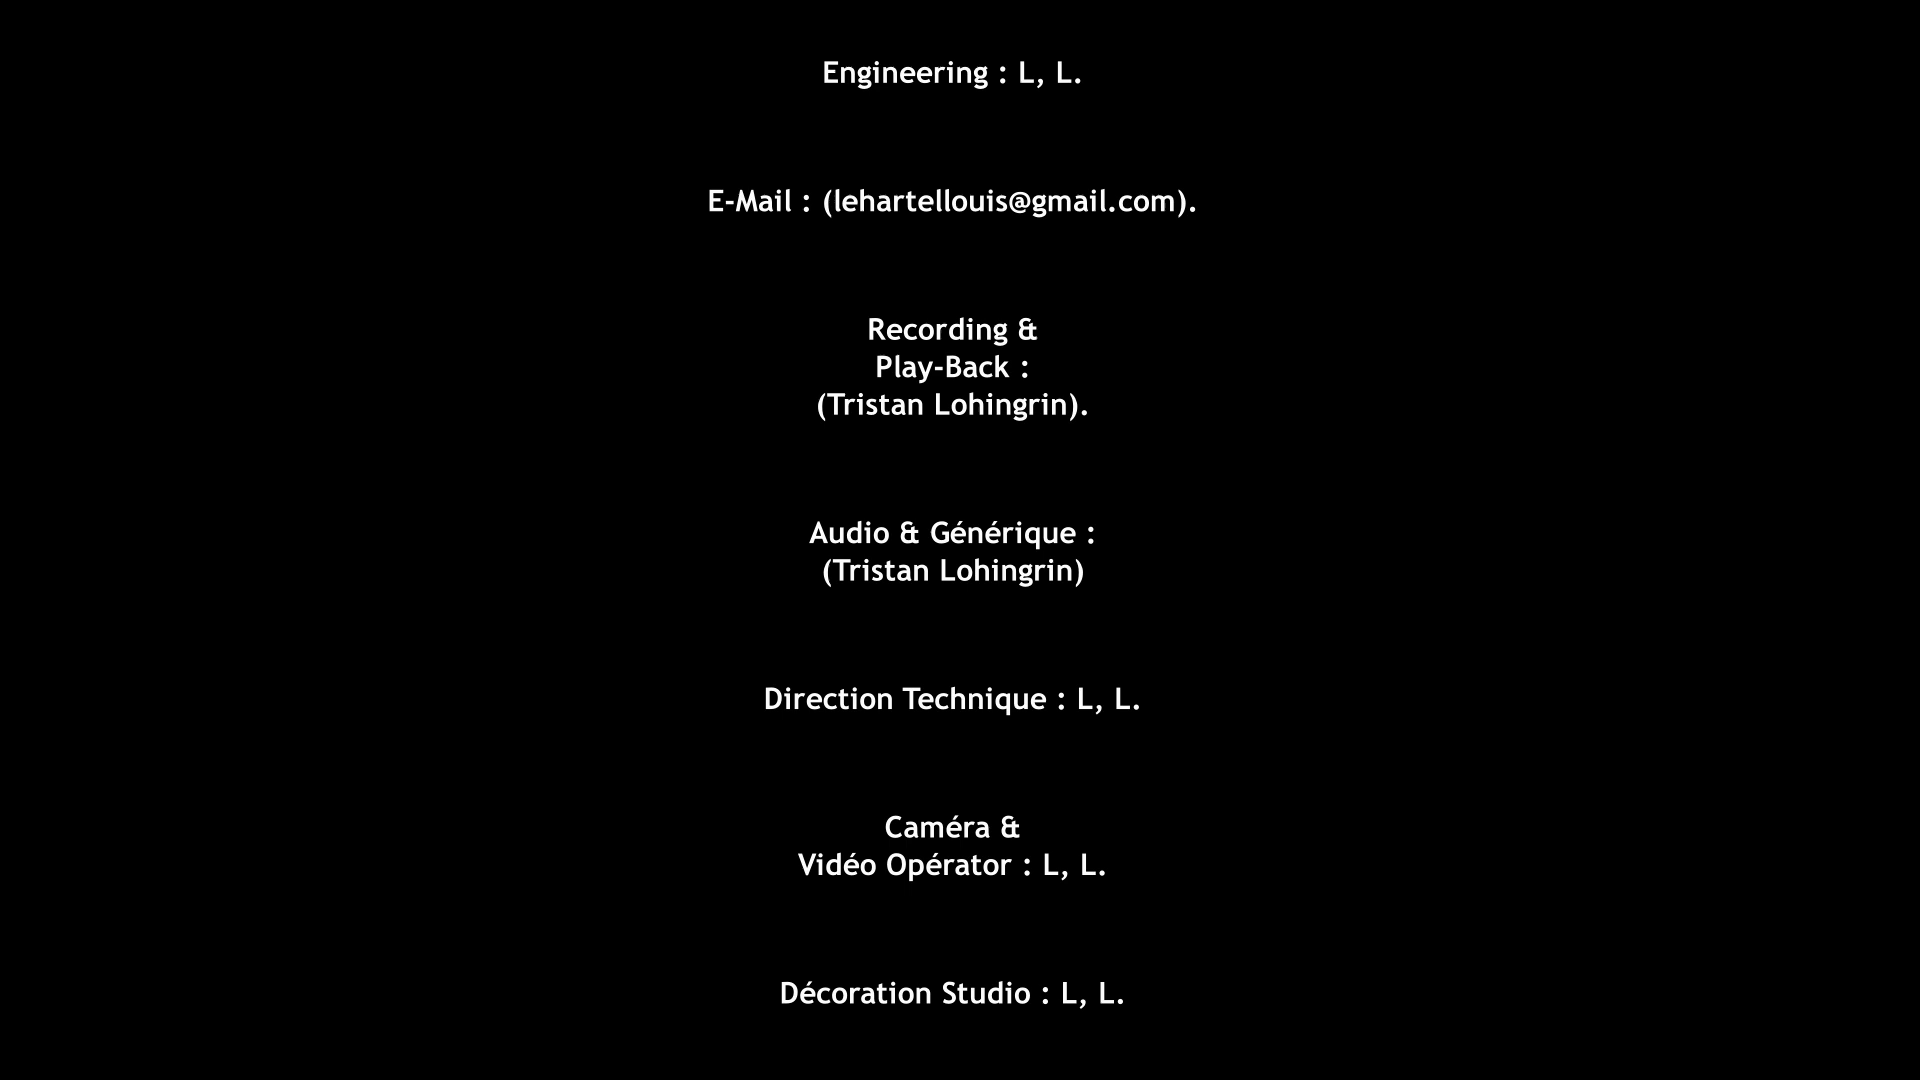 Engineering : L, L.
E-Mail : (lehartellouis@gmail.com).
Recording &
Play-Back :
(Tristan Lohingrin).
Audio & Générique :
(Tristan Lohingrin)
Direction Technique : L, L.
Caméra &
Vidéo Opérator : L, L.
Décoration Studio : L, L.